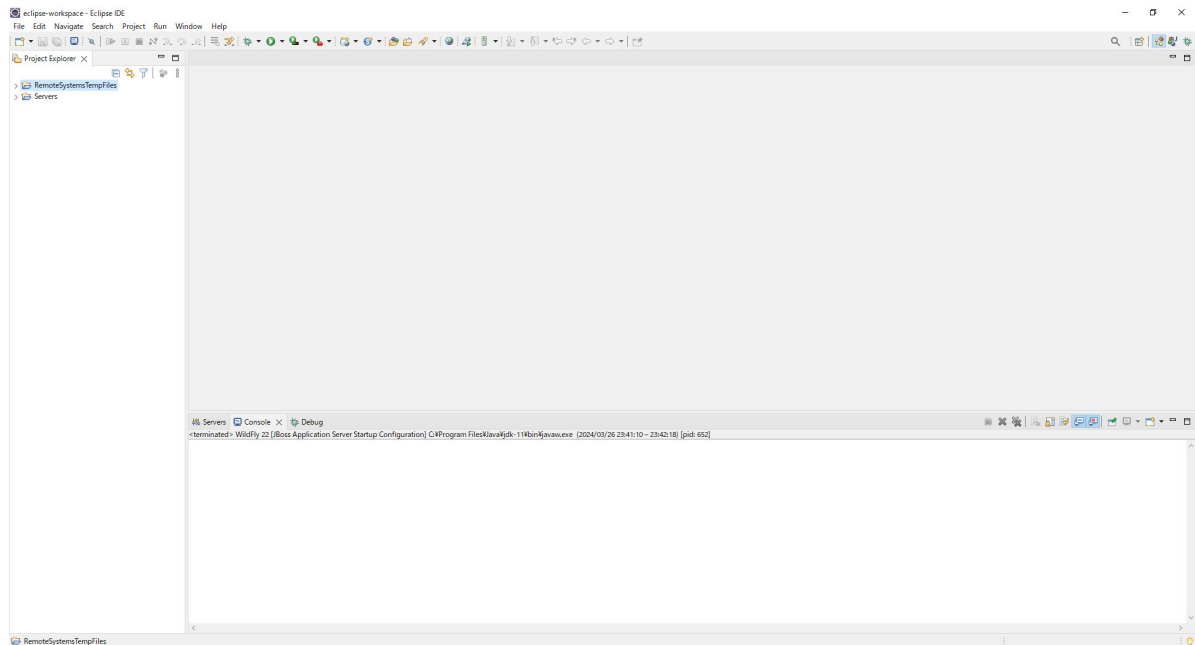 eclipse-workspace - Eclipse IDE
File Edit Navigate Search Project Run Window Help
Project Explorer
RemoteSystemsTempFiles
Servers
Servers Console Debug
<terminated> WildFly 22 [JBoss Application Server Startup Configuration] C:¥Program Files¥Java¥jdk-11¥bin¥javaw.exe (2024/03/26 23:41:10 – 23:42:18) [pid: 652]
RemoteSystemsTempFiles